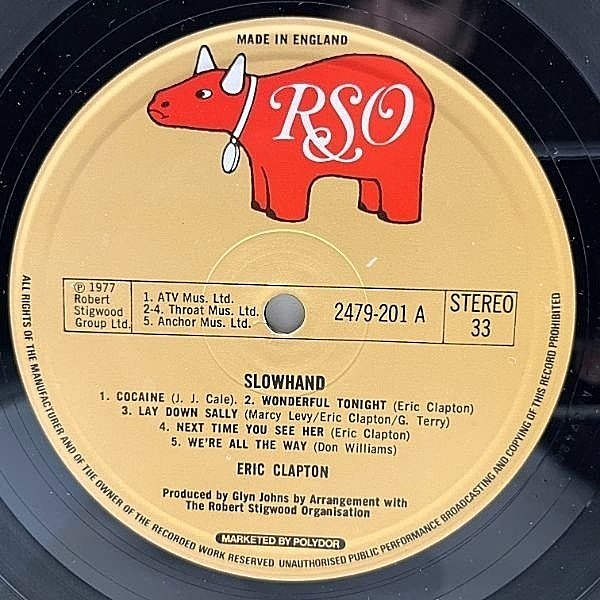 MADE IN ENGLAND
RSO
℗ 1977
Robert
Stigwood
Group Ltd.
1. ATV Mus. Ltd.
2-4. Throat Mus. Ltd.
5. Anchor Mus. Ltd.
2479-201 A
STEREO
33
SLOWHAND
1. COCAINE (J. J. Cale). 2. WONDERFUL TONIGHT (Eric Clapton)
3. LAY DOWN SALLY (Marcy Levy/Eric Clapton/G. Terry)
4. NEXT TIME YOU SEE HER (Eric Clapton)
5. WE'RE ALL THE WAY (Don Williams)
ERIC CLAPTON
Produced by Glyn Johns by Arrangement with
The Robert Stigwood Organisation
MARKETED BY POLYDOR
ALL RIGHTS OF THE MANUFACTURER AND OF THE OWNER OF THE RECORDED WORK RESERVED UNAUTHORISED PUBLIC PERFORMANCE BROADCASTING AND COPYING OF THIS RECORD PROHIBITED